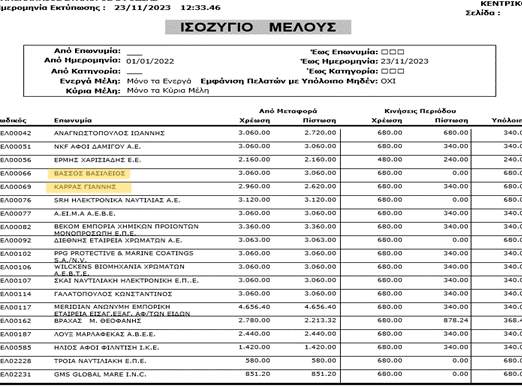 Ημερομηνία Εκτύπωσης : 23/11/2023 12:33.46
ΚΕΝΤΡΙΚ
Σελίδα :
ΙΣΟΖΥΓΙΟ ΜΕΛΟΥΣ
Από Επωνυμία: ___ Έως Επωνυμία: □□□
Από Ημερομηνία: 01/01/2022 Έως Ημερομηνία: 23/11/2023
Από Κατηγορία: ___ Έως Κατηγορία: □□□
Ενεργά Μέλη: Μόνο τα Ενεργά Εμφάνιση Πελατών με Υπόλοιπο Μηδέν: ΟΧΙ
Κύρια Μέλη: Μόνο τα Κύρια Μέλη
Από Μεταφορά Κινήσεις Περιόδου
ωδικός Επωνυμία Χρέωση Πίστωση Χρέωση Πίστωση Υπόλοιπ
ΕΛ00042 ΑΝΑΓΝΩΣΤΟΠΟΥΛΟΣ ΙΩΑΝΝΗΣ 3.060.00 2.720.00 680.00 680.00 340.0
ΕΛ00051 NKF ΑΦΟΙ ΔΑΜΙΓΟΥ Α.Ε. 3.060.00 3.060.00 680.00 340.00 340.0
ΕΛ00056 ΕΡΜΗΣ ΧΑΡΙΣΙΑΔΗΣ Ε.Ε. 2.160.00 2.160.00 480.00 240.00 240.0
ΕΛ00066 ΒΑΣΣΟΣ ΒΑΣΙΛΕΙΟΣ 3.060.00 3.060.00 680.00 0.00 680.0
ΕΛ00069 ΚΑΡΡΑΣ ΓΙΑΝΝΗΣ 2.960.00 2.620.00 680.00 340.00 680.0
ΕΛ00076 SRH ΗΛΕΚΤΡΟΝΙΚΑ ΝΑΥΤΙΛΙΑΣ Α.Ε. 3.120.00 3.120.00 680.00 0.00 680.0
ΕΛ00077 Α.ΕΙ.Μ.Α Α.Ε.Β.Ε. 3.060.00 3.060.00 680.00 340.00 340.0
ΕΛ00082 ΒΕΚΟΜ ΕΜΠΟΡΙΑ ΧΗΜΙΚΩΝ ΠΡΟΙΟΝΤΩΝ 3.360.00 3.360.00 680.00 340.00 340.0
ΜΟΝΟΠΡΟΣΩΠΗ Ε.Π.Ε.
ΕΛ00092 ΔΙΕΘΝΗΣ ΕΤΑΙΡΕΙΑ ΧΡΩΜΑΤΩΝ Α.Ε. 3.063.00 3.063.00 680.00 0.00 680.0
ΕΛ00102 PPG PROTECTIVE & MARINE COATINGS 3.060.00 3.060.00 680.00 340.00 340.0
S.A./N.V.
ΕΛ00106 WILCKENS ΒΙΟΜΗΧΑΝΙΑ ΧΡΩΜΑΤΩΝ 3.060.00 3.060.00 680.00 340.00 340.0
Α.Ε.Β.Τ.Ε.
ΕΛ00107 ΣΚΑΙ ΝΑΥΤΙΛΙΑΚΗ ΗΛΕΚΤΡΟΝΙΚΗ Ε.Π..Ε. 3.060.00 3.060.00 680.00 340.00 340.0
ΕΛ00114 ΓΑΛΑΤΟΠΟΥΛΟΣ ΚΩΝΣΤΑΝΤΙΝΟΣ 3.060.00 3.060.00 680.00 340.00 340.0
ΕΛ00117 MERIDIAN ΑΝΩΝΥΜΗ ΕΜΠΟΡΙΚΗ 4.656.40 4.656.40 680.00 340.00 340.0
ΕΤΑΙΡΕΙΑ ΕΙΣΑΓ.ΕΞΑΓ. ΑΦ/ΤΩΝ ΕΙΔΩΝ
ΕΛ00162 ΒΡΑΧΑΣ Μ. ΘΕΟΦΑΝΗΣ 2.780.00 2.213.32 680.00 878.24 368.4
ΕΛ00187 ΛΟΥΞ ΜΑΡΛΑΦΕΚΑΣ Α.Β.Ε.Ε. 2.440.00 2.440.00 680.00 340.00 340.0
ΕΛ00585 ΗΛΙΟΣ ΑΦΟΙ ΦΙΛΝΤΙΣΗ Ι.Κ.Ε. 1.420.00 1.420.00 680.00 340.00 340.0
ΕΛ02228 ΤΡΟΙΑ ΝΑΥΤΙΛΙΑΚΗ Ε.Π.Ε. 580.00 580.00 680.00 0.00 680.0
ΕΛ02231 GMS GLOBAL MARE I.N.C. 851.20 851.20 680.00 0.00 680.0